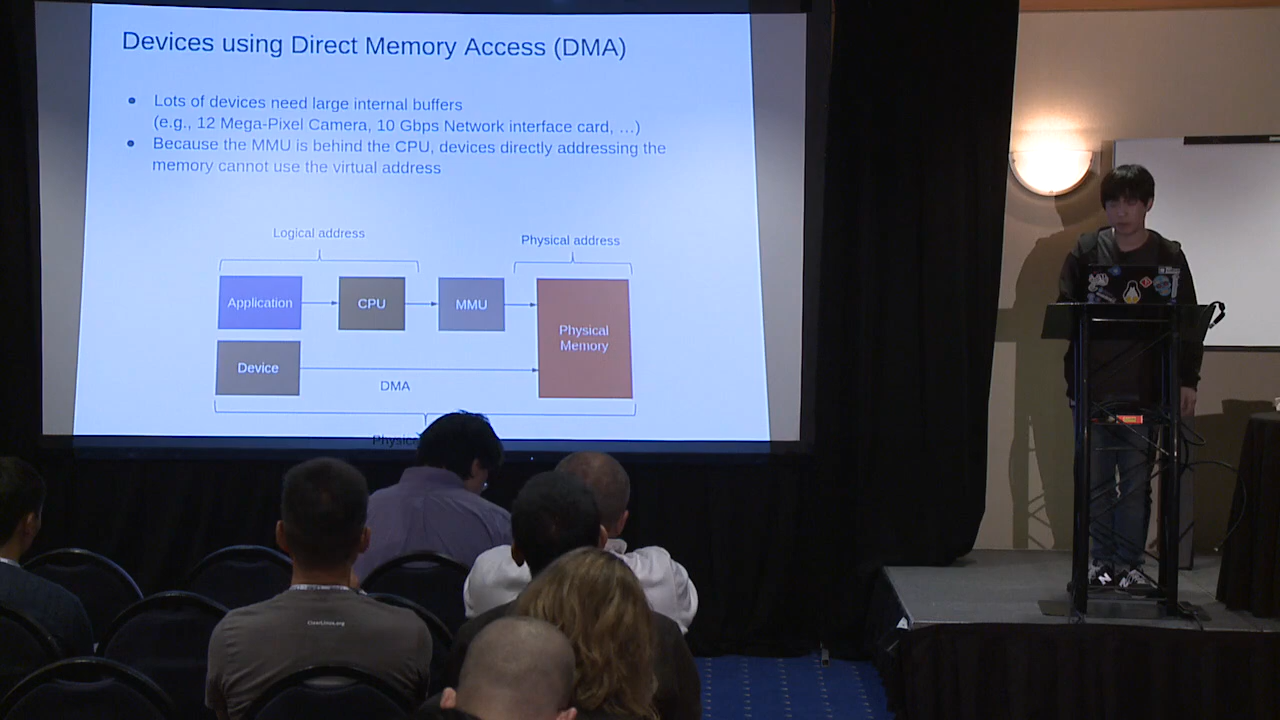 Devices using Direct Memory Access (DMA)
● Lots of devices need large internal buffers
(e.g., 12 Mega-Pixel Camera, 10 Gbps Network interface card, …)
● Because the MMU is behind the CPU, devices directly addressing the
memory cannot use the virtual address
Logical address
Physical address
Application
CPU
MMU
Physical
Memory
Device
DMA
ClearLinux.org